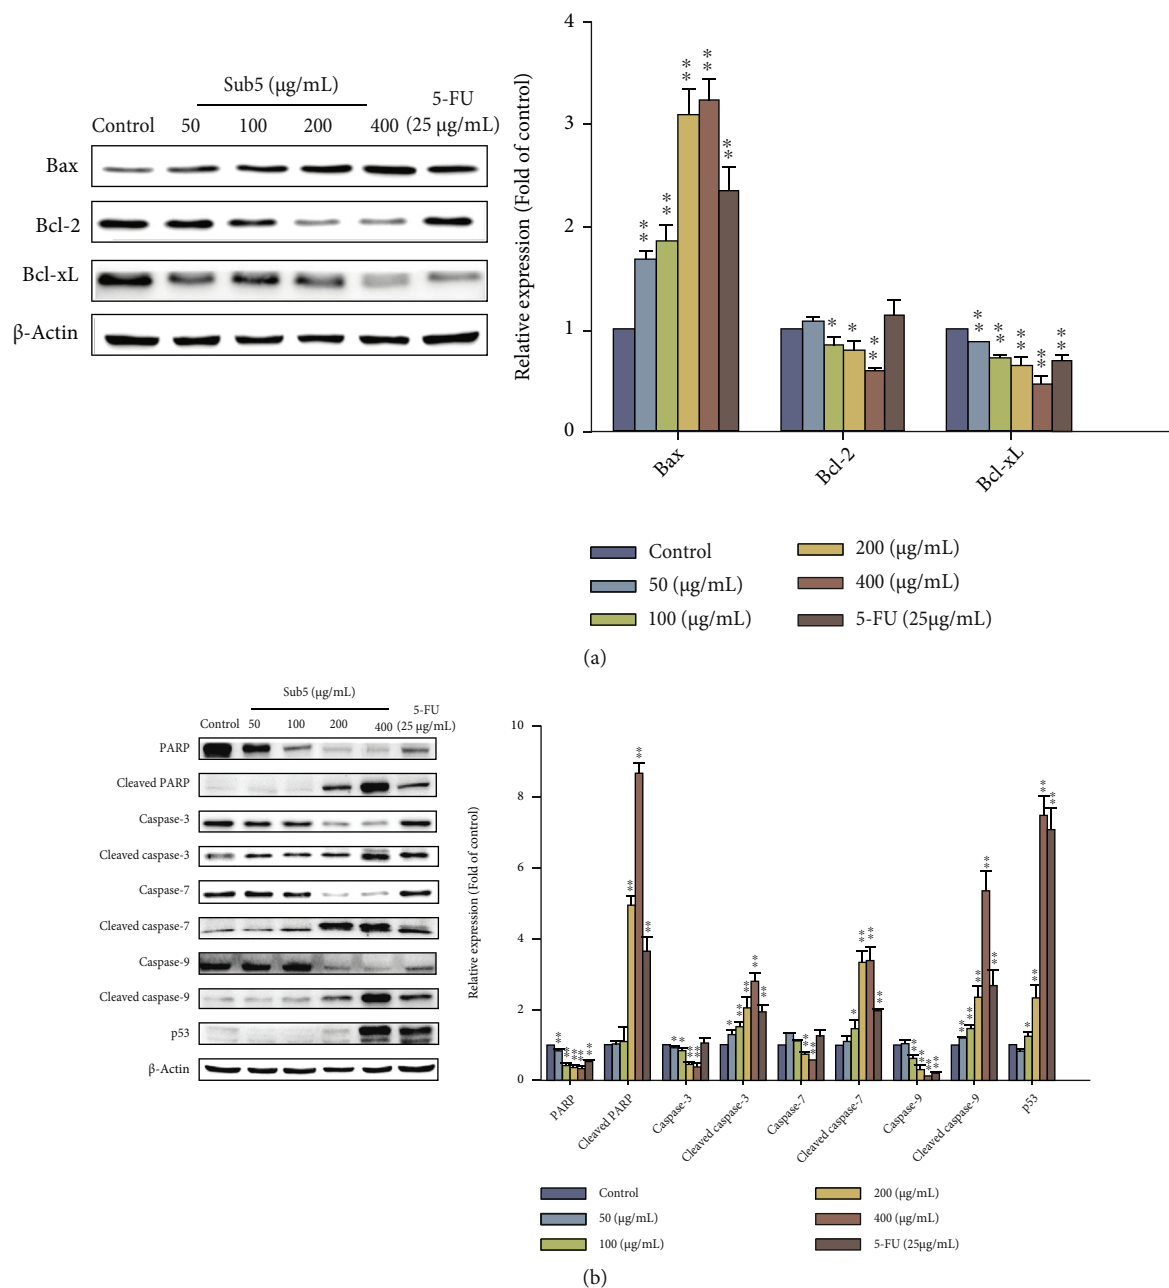 Sub5 (μg/mL)
5-FU
Control 50 100 200 400 (25 μg/mL)
Bax
Bcl-2
Bcl-xL
β-Actin
Relative expression (Fold of control)
4
3
2
1
0
** ** ** ** **
* * **
** ** ** ** **
Bax Bcl-2 Bcl-xL
Control 200 (μg/mL)
50 (μg/mL) 400 (μg/mL)
100 (μg/mL) 5-FU (25μg/mL)
(a)
Sub5 (μg/mL)
5-FU
Control 50 100 200 400 (25 μg/mL)
PARP
Cleaved PARP
Caspase-3
Cleaved caspase-3
Caspase-7
Cleaved caspase-7
Caspase-9
Cleaved caspase-9
p53
β-Actin
Relative expression (Fold of control)
10
8
6
4
2
0
** ** ** ** **
** ** **
* * ** **
* ** ** ** **
** **
* ** ** **
** ** ** **
** ** ** ** **
* ** ** **
PARP Cleaved PARP Caspase-3 Cleaved caspase-3 Caspase-7 Cleaved caspase-7 Caspase-9 Cleaved caspase-9 p53
Control 200 (μg/mL)
50 (μg/mL) 400 (μg/mL)
100 (μg/mL) 5-FU (25μg/mL)
(b)